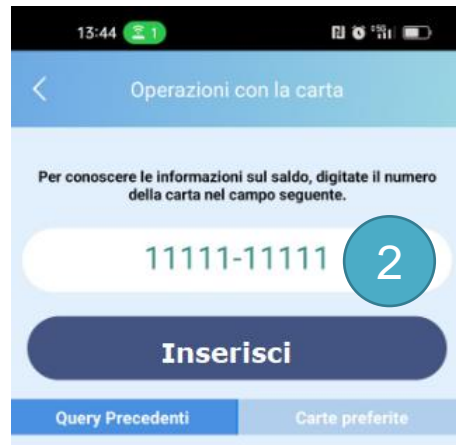 13:44 1
Operazioni con la carta
Per conoscere le informazioni sul saldo, digitate il numero
della carta nel campo seguente.
11111-11111 2
Inserisci
Query Precedenti Carte preferite